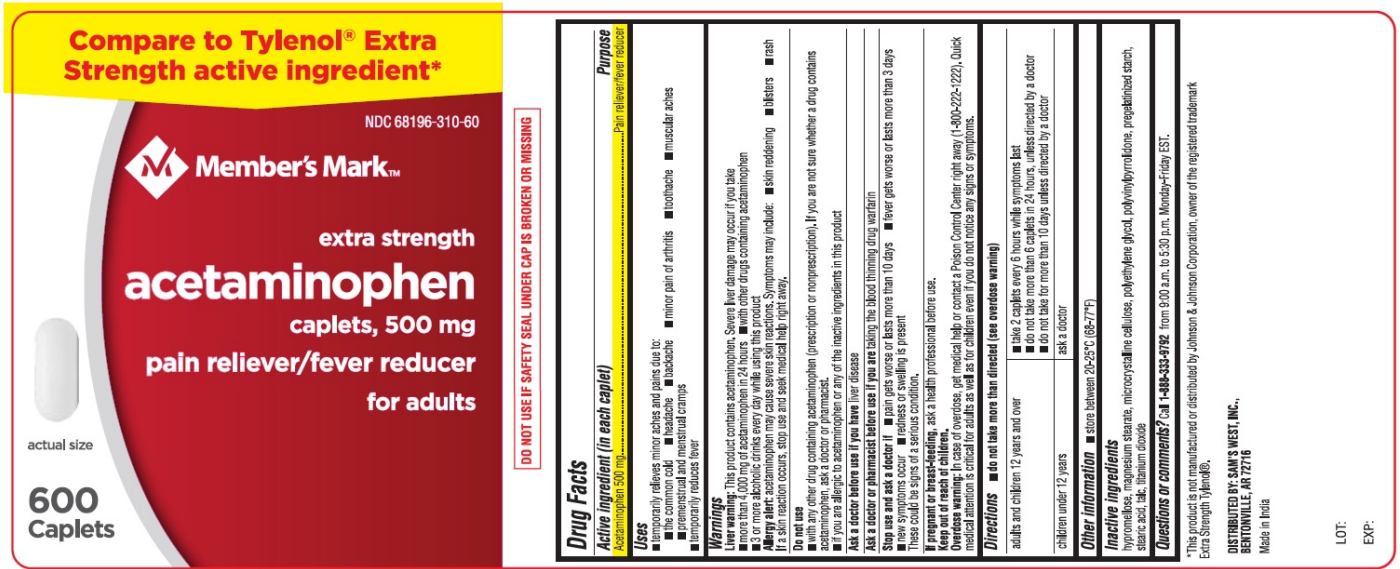 Compare to Tylenol® Extra
Strength active ingredient*
NDC 68196-310-60
Member's Mark™
extra strength
acetaminophen
caplets, 500 mg
pain reliever/fever reducer
for adults
actual size
600
Caplets
DO NOT USE IF SAFETY SEAL UNDER CAP IS BROKEN OR MISSING
Drug Facts
Active ingredient (in each caplet) Purpose
Acetaminophen 500 mg Pain reliever/fever reducer
Uses
■ temporarily relieves minor aches and pains due to:
■ the common cold ■ headache ■ backache ■ minor pain of arthritis ■ toothache ■ muscular aches
■ premenstrual and menstrual cramps
■ temporarily reduces fever
Warnings
Liver warning: This product contains acetaminophen. Severe liver damage may occur if you take
■ more than 4,000 mg of acetaminophen in 24 hours ■ with other drugs containing acetaminophen
■ 3 or more alcoholic drinks every day while using this product
Allergy alert: acetaminophen may cause severe skin reactions. Symptoms may include: ■ skin reddening ■ blisters ■ rash
If a skin reaction occurs, stop use and seek medical help right away.
Do not use
■ with any other drug containing acetaminophen (prescription or nonprescription). If you are not sure whether a drug contains
acetaminophen, ask a doctor or pharmacist.
■ if you are allergic to acetaminophen or any of the inactive ingredients in this product
Ask a doctor before use if you have liver disease
Ask a doctor or pharmacist before use if you are taking the blood thinning drug warfarin
Stop use and ask a doctor if ■ pain gets worse or lasts more than 10 days ■ fever gets worse or lasts more than 3 days
■ new symptoms occur ■ redness or swelling is present
These could be signs of a serious condition.
If pregnant or breast-feeding, ask a health professional before use.
Keep out of reach of children.
Overdose warning: In case of overdose, get medical help or contact a Poison Control Center right away (1-800-222-1222). Quick
medical attention is critical for adults as well as for children even if you do not notice any signs or symptoms.
Directions ■ do not take more than directed (see overdose warning)
adults and children 12 years and over
■ take 2 caplets every 6 hours while symptoms last
■ do not take more than 6 caplets in 24 hours, unless directed by a doctor
■ do not take for more than 10 days unless directed by a doctor
children under 12 years ask a doctor
Other information ■ store between 20-25°C (68-77°F)
Inactive ingredients
hypromellose, magnesium stearate, microcrystalline cellulose, polyethylene glycol, polyvinylpyrrolidone, pregelatinized starch,
stearic acid, talc, titanium dioxide
Questions or comments? Call 1-888-333-9792 from 9:00 a.m. to 5:30 p.m. Monday-Friday EST.
*This product is not manufactured or distributed by Johnson & Johnson Corporation, owner of the registered trademark
Extra Strength Tylenol®.
DISTRIBUTED BY: SAM'S WEST, INC.,
BENTONVILLE, AR 72716
Made in India
LOT:
EXP: